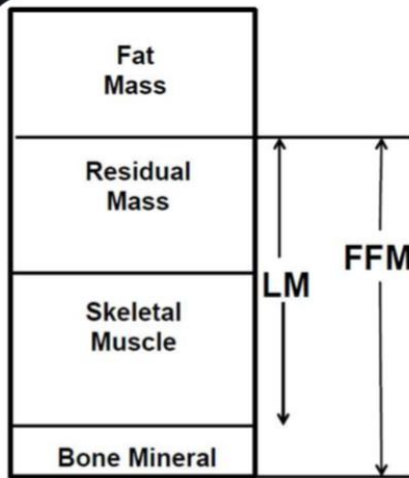 Fat
Mass
Residual
Mass
Skeletal
Muscle
Bone Mineral
LM
FFM